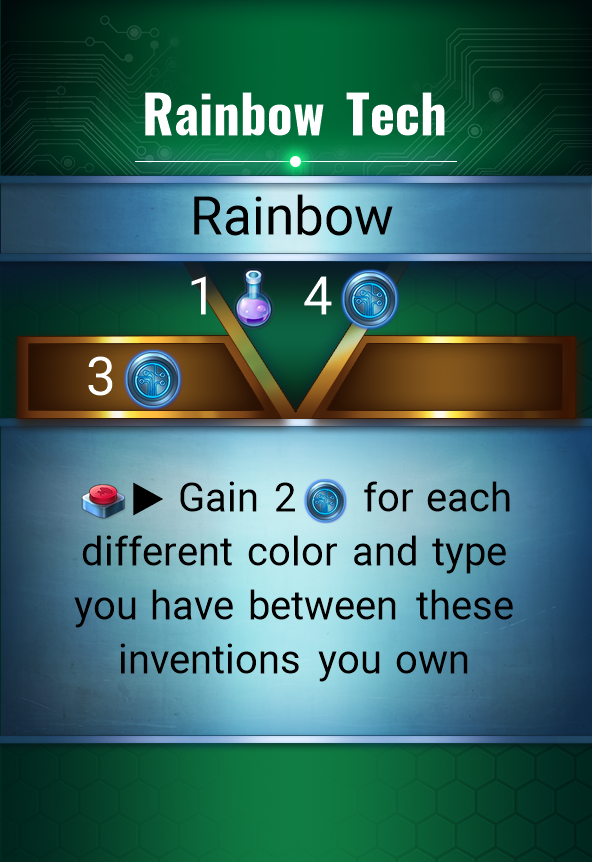 Rainbow Tech
Rainbow
1 4
3
▶ Gain 2 for each
different color and type
you have between these
inventions you own